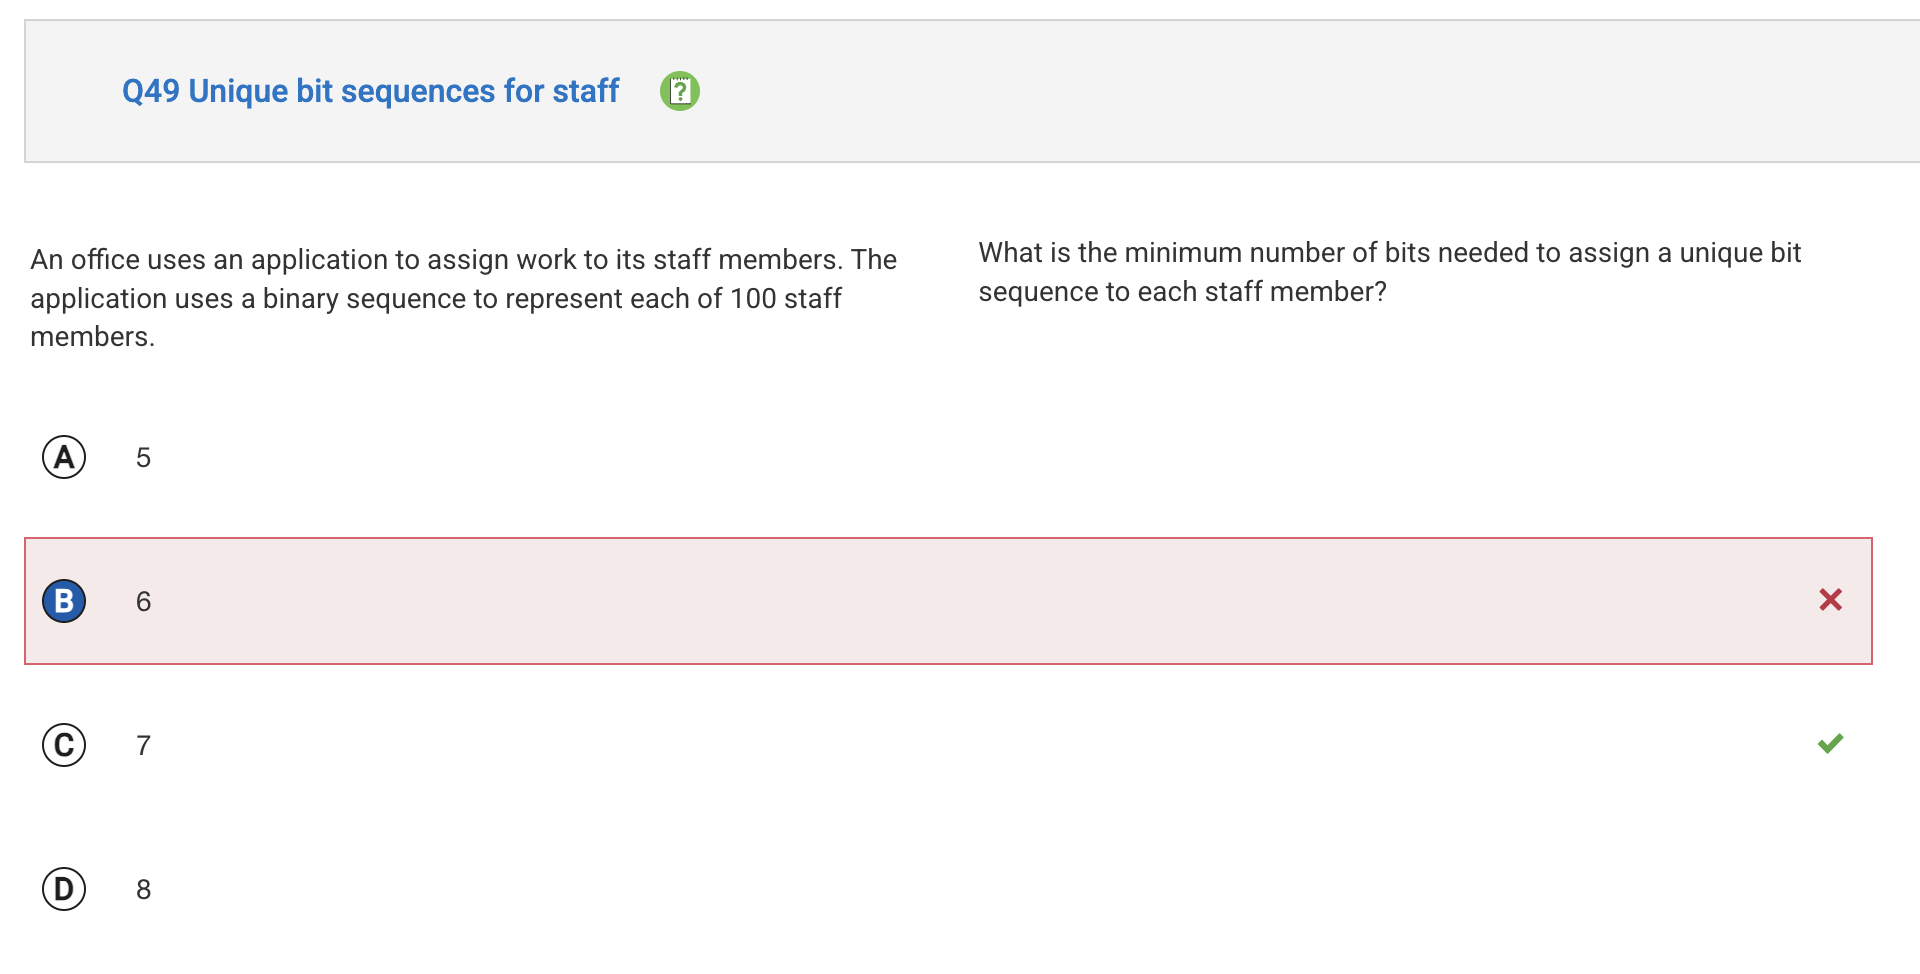 Q49 Unique bit sequences for staff
?
An office uses an application to assign work to its staff members. The
application uses a binary sequence to represent each of 100 staff
members.
What is the minimum number of bits needed to assign a unique bit
sequence to each staff member?
A 5
B 6
C 7
D 8